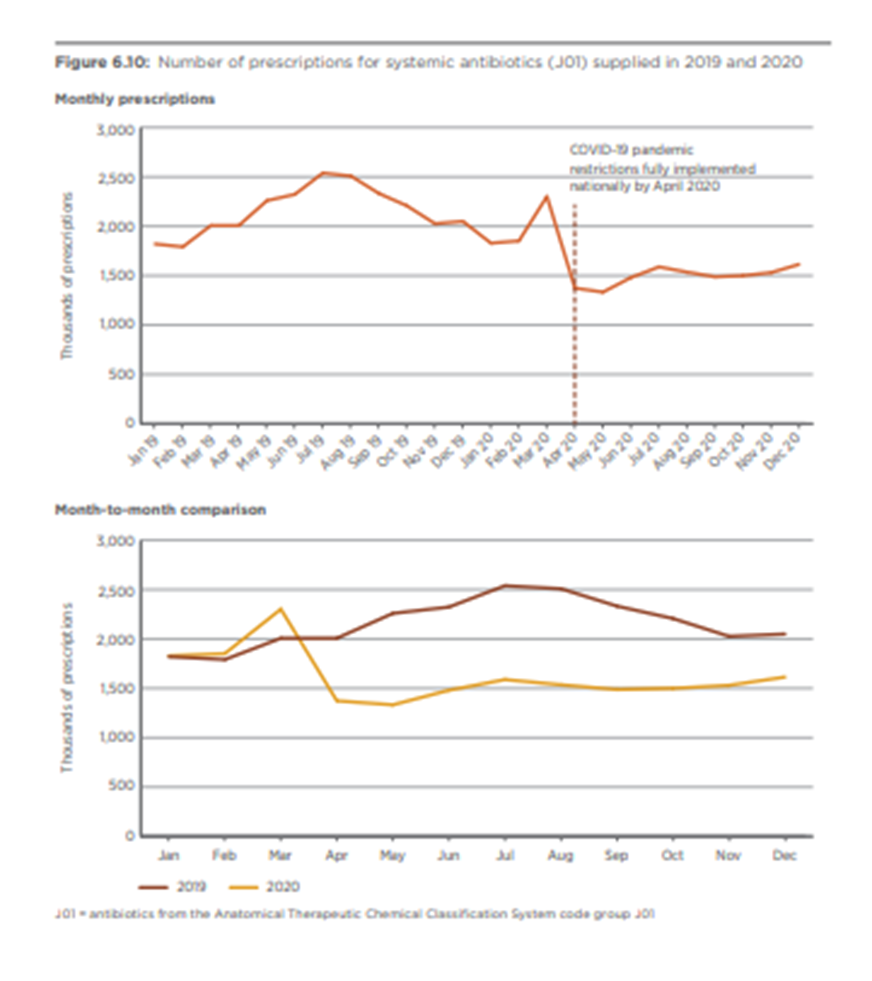 Figure 6.10: Number of prescriptions for systemic antibiotics (J01) supplied in 2019 and 2020
Monthly prescriptions
Thousands of prescriptions
3,000
2,500
2,000
1,500
1,000
500
0
COVID-19 pandemic
restrictions fully implemented
nationally by April 2020
Jan 19 Feb 19 Mar 19 Apr 19 May 19 Jun 19 Jul 19 Aug 19 Sep 19 Oct 19 Nov 19 Dec 19 Jan 20 Feb 20 Mar 20 Apr 20 May 20 Jun 20 Jul 20 Aug 20 Sep 20 Oct 20 Nov 20 Dec 20
Month-to-month comparison
Thousands of prescriptions
3,000
2,500
2,000
1,500
1,000
500
0
Jan Feb Mar Apr May Jun Jul Aug Sep Oct Nov Dec
2019 2020
J01 = antibiotics from the Anatomical Therapeutic Chemical Classification System code group J01